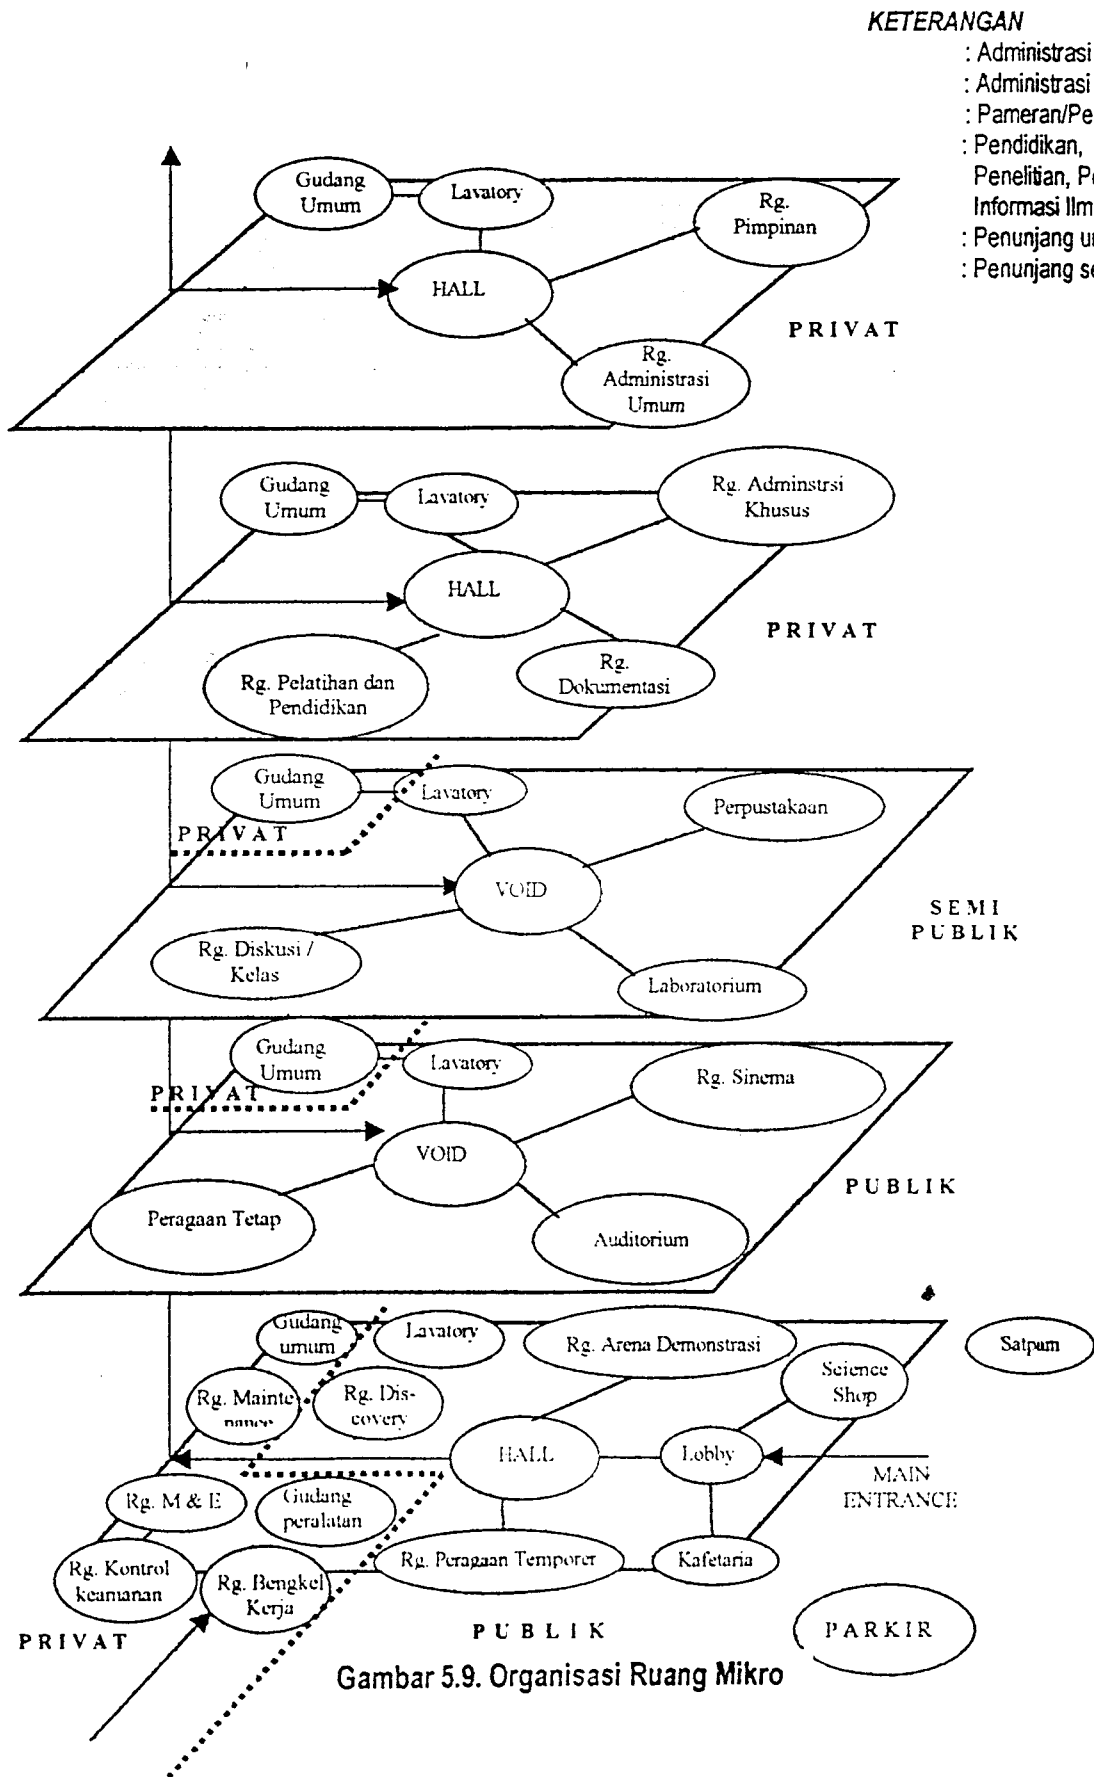 KETERANGAN
: Administrasi
: Administrasi
: Pameran/Pe
: Pendidikan,
Penelitian, Pe
Informasi Ilm
: Penunjang u
: Penunjang se
Gudang
Umum
Lavatory
Rg.
Pimpinan
HALL
PRIVAT
Rg.
Administrasi
Umum
Gudang
Umum
Lavatory
Rg. Adminstrsi
Khusus
HALL
PRIVAT
Rg. Pelatihan dan
Pendidikan
Rg.
Dokumentasi
Gudang
Umum
Lavatory
Perpustakaan
PRIVAT
VOID
SEMI
PUBLIK
Rg. Diskusi /
Kelas
Laboratorium
Gudang
Umum
Lavatory
Rg. Sinema
PRIVAT
VOID
PUBLIK
Peragaan Tetap
Auditorium
Gudang
umum
Lavatory
Rg. Arena Demonstrasi
Satpam
Science
Shop
Rg. Mainte-
nance
Rg. Dis-
covery
HALL
Lobby
MAIN
ENTRANCE
Rg. M & E
Gudang
peralatan
Rg. Kontrol
keamanan
Rg. Bengkel
Kerja
Rg. Peragaan Temporer
Kafetaria
PRIVAT
PUBLIK
PARKIR
Gambar 5.9. Organisasi Ruang Mikro